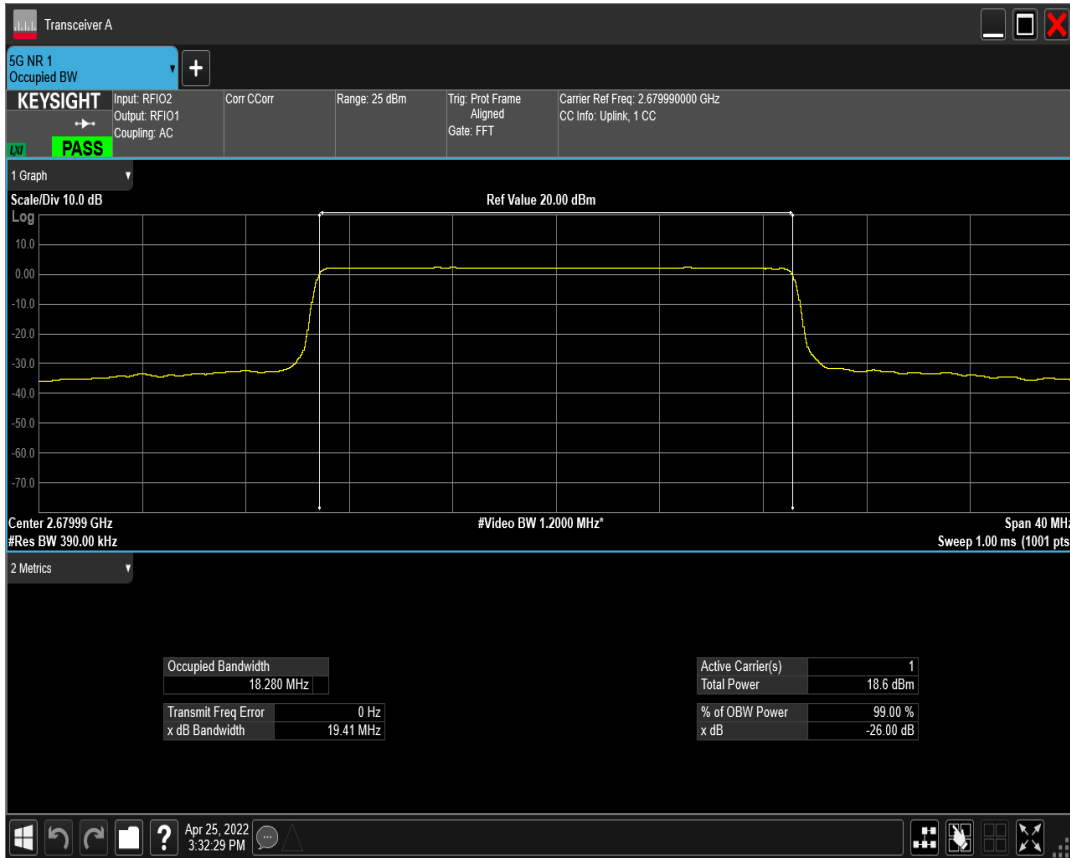 Transceiver A
5G NR 1
Occupied BW
+
KEYSIGHT
LXI
PASS
Input: RFIO2
Output: RFIO1
Coupling: AC
Corr CCorr
Range: 25 dBm
Trig: Prot Frame
Aligned
Gate: FFT
Carrier Ref Freq: 2.679990000 GHz
CC Info: Uplink, 1 CC
1 Graph
Scale/Div 10.0 dB
Ref Value 20.00 dBm
Log
10.0
0.00
-10.0
-20.0
-30.0
-40.0
-50.0
-60.0
-70.0
Center 2.67999 GHz
#Video BW 1.2000 MHz*
Span 40 MHz
#Res BW 390.00 kHz
Sweep 1.00 ms (1001 pts
2 Metrics
Occupied Bandwidth
18.280 MHz
Transmit Freq Error 0 Hz
x dB Bandwidth 19.41 MHz
Active Carrier(s) 1
Total Power 18.6 dBm
% of OBW Power 99.00 %
x dB -26.00 dB
?
Apr 25, 2022
3:32:29 PM